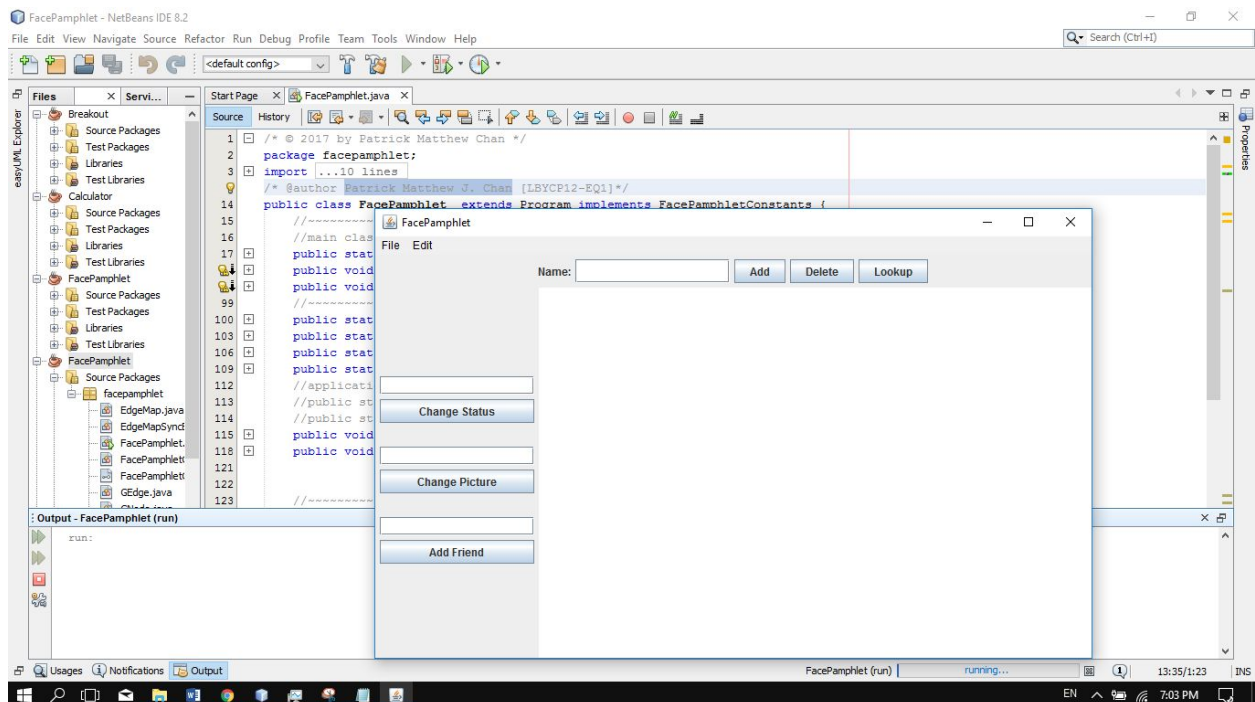 FacePamphlet - NetBeans IDE 8.2
File Edit View Navigate Source Refactor Run Debug Profile Team Tools Window Help
Search (Ctrl+I)
<default config>
Files
Servi...
Start Page
FacePamphlet.java
Source
History
easyUML Explorer
Properties
Breakout
Source Packages
Test Packages
Libraries
Test Libraries
Calculator
Source Packages
Test Packages
Libraries
Test Libraries
FacePamphlet
Source Packages
Test Packages
Libraries
Test Libraries
FacePamphlet
Source Packages
facepamphlet
EdgeMap.java
EdgeMapSync
FacePamphlet.
FacePamphlet
FacePamphlet
GEdge.java
1 /* © 2017 by Patrick Matthew Chan */
2 package facepamphlet;
3 import ...10 lines
/* @author Patrick Matthew J. Chan [LBYCP12-EQ1]*/
14 public class FacePamphlet extends Program implements FacePamphletConstants {
15 //~~~~~~~~~
16 //main clas
17 public stat
public void
public void
99 //~~~~~~~~~
100 public stat
103 public stat
106 public stat
109 public stat
112 //applicati
113 //public st
114 //public st
115 public void
118 public void
121
122
123 //~~~~~~~~~
FacePamphlet
File Edit
Name:
Add
Delete
Lookup
Change Status
Change Picture
Add Friend
Output - FacePamphlet (run)
run:
Usages
Notifications
Output
FacePamphlet (run)
running...
1
13:35/1:23
INS
EN
7:03 PM